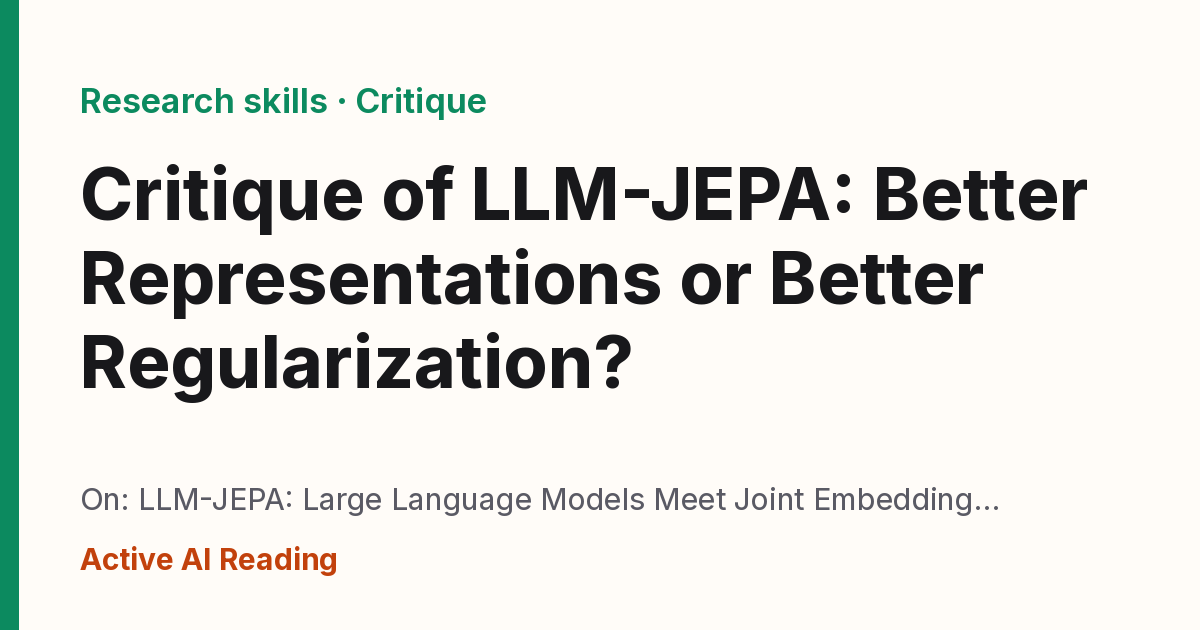 Research skills · Critique
Critique of LLM-JEPA: Better
Representations or Better
Regularization?
On: LLM-JEPA: Large Language Models Meet Joint Embedding...
Active AI Reading